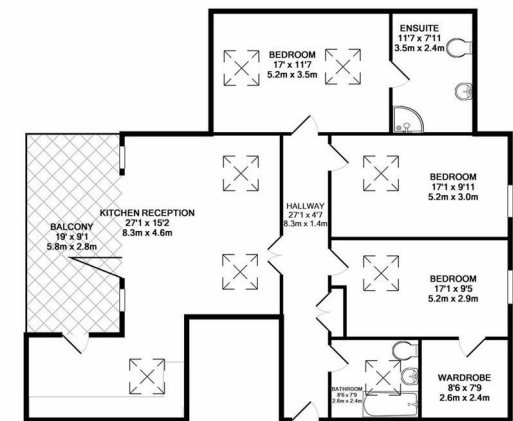 ENSUITE
11'7 x 7'11
3.5m x 2.4m
BEDROOM
17' x 11'7
5.2m x 3.5m
BEDROOM
17'1 x 9'11
5.2m x 3.0m
HALLWAY
27'1 x 4'7
8.3m x 1.4m
KITCHEN RECEPTION
27'1 x 15'2
8.3m x 4.6m
BALCONY
19' x 9'1
5.8m x 2.8m
BEDROOM
17'1 x 9'5
5.2m x 2.9m
WARDROBE
8'6 x 7'9
2.6m x 2.4m
BATHROOM
8'6 x 7'9
2.6m x 2.4m